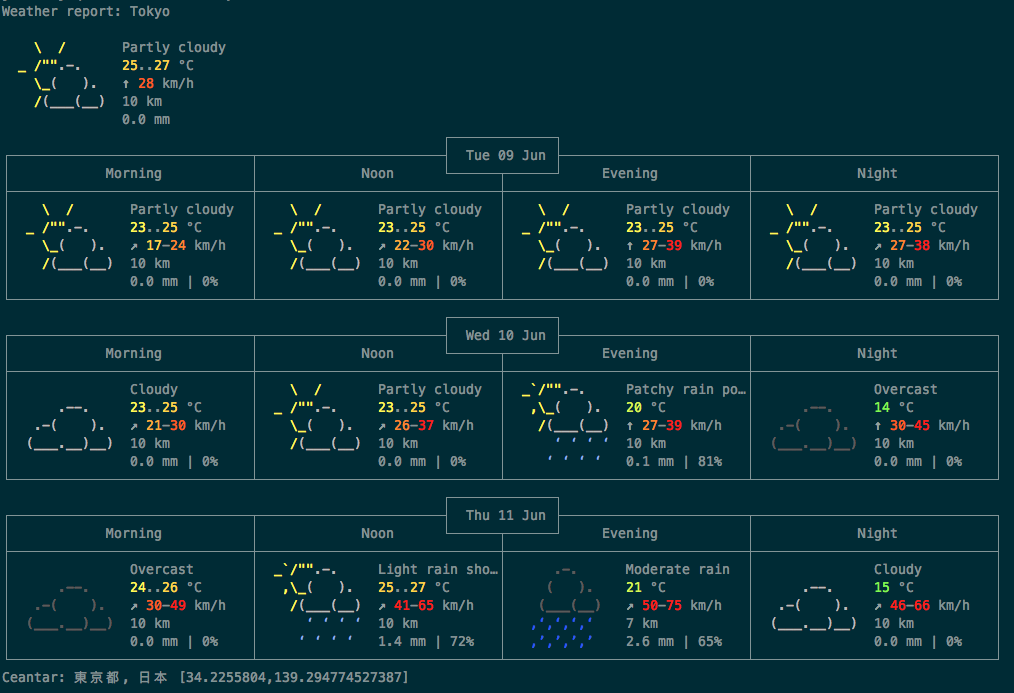 Weather report: Tokyo
Partly cloudy
25..27 °C
↑ 28 km/h
10 km
0.0 mm
Tue 09 Jun
Morning Noon Evening Night
Partly cloudy Partly cloudy Partly cloudy Partly cloudy
23..25 °C 23..25 °C 23..25 °C 23..25 °C
↗ 17–24 km/h ↗ 22–30 km/h ↑ 27–39 km/h ↗ 27–38 km/h
10 km 10 km 10 km 10 km
0.0 mm | 0% 0.0 mm | 0% 0.0 mm | 0% 0.0 mm | 0%
Wed 10 Jun
Morning Noon Evening Night
Cloudy Partly cloudy Patchy rain po… Overcast
23..25 °C 23..25 °C 20 °C 14 °C
↗ 21–30 km/h ↗ 26–37 km/h ↑ 27–39 km/h ↑ 30–45 km/h
10 km 10 km 10 km 10 km
0.0 mm | 0% 0.0 mm | 0% 0.1 mm | 81% 0.0 mm | 0%
Thu 11 Jun
Morning Noon Evening Night
Overcast Light rain sho… Moderate rain Cloudy
24..26 °C 25..27 °C 21 °C 15 °C
↗ 30–49 km/h ↗ 41–65 km/h ↗ 50–75 km/h ↗ 46–66 km/h
10 km 10 km 7 km 10 km
0.0 mm | 0% 1.4 mm | 72% 2.6 mm | 65% 0.0 mm | 0%
Ceantar: 東京都, 日本 [34.2255804,139.294774527387]